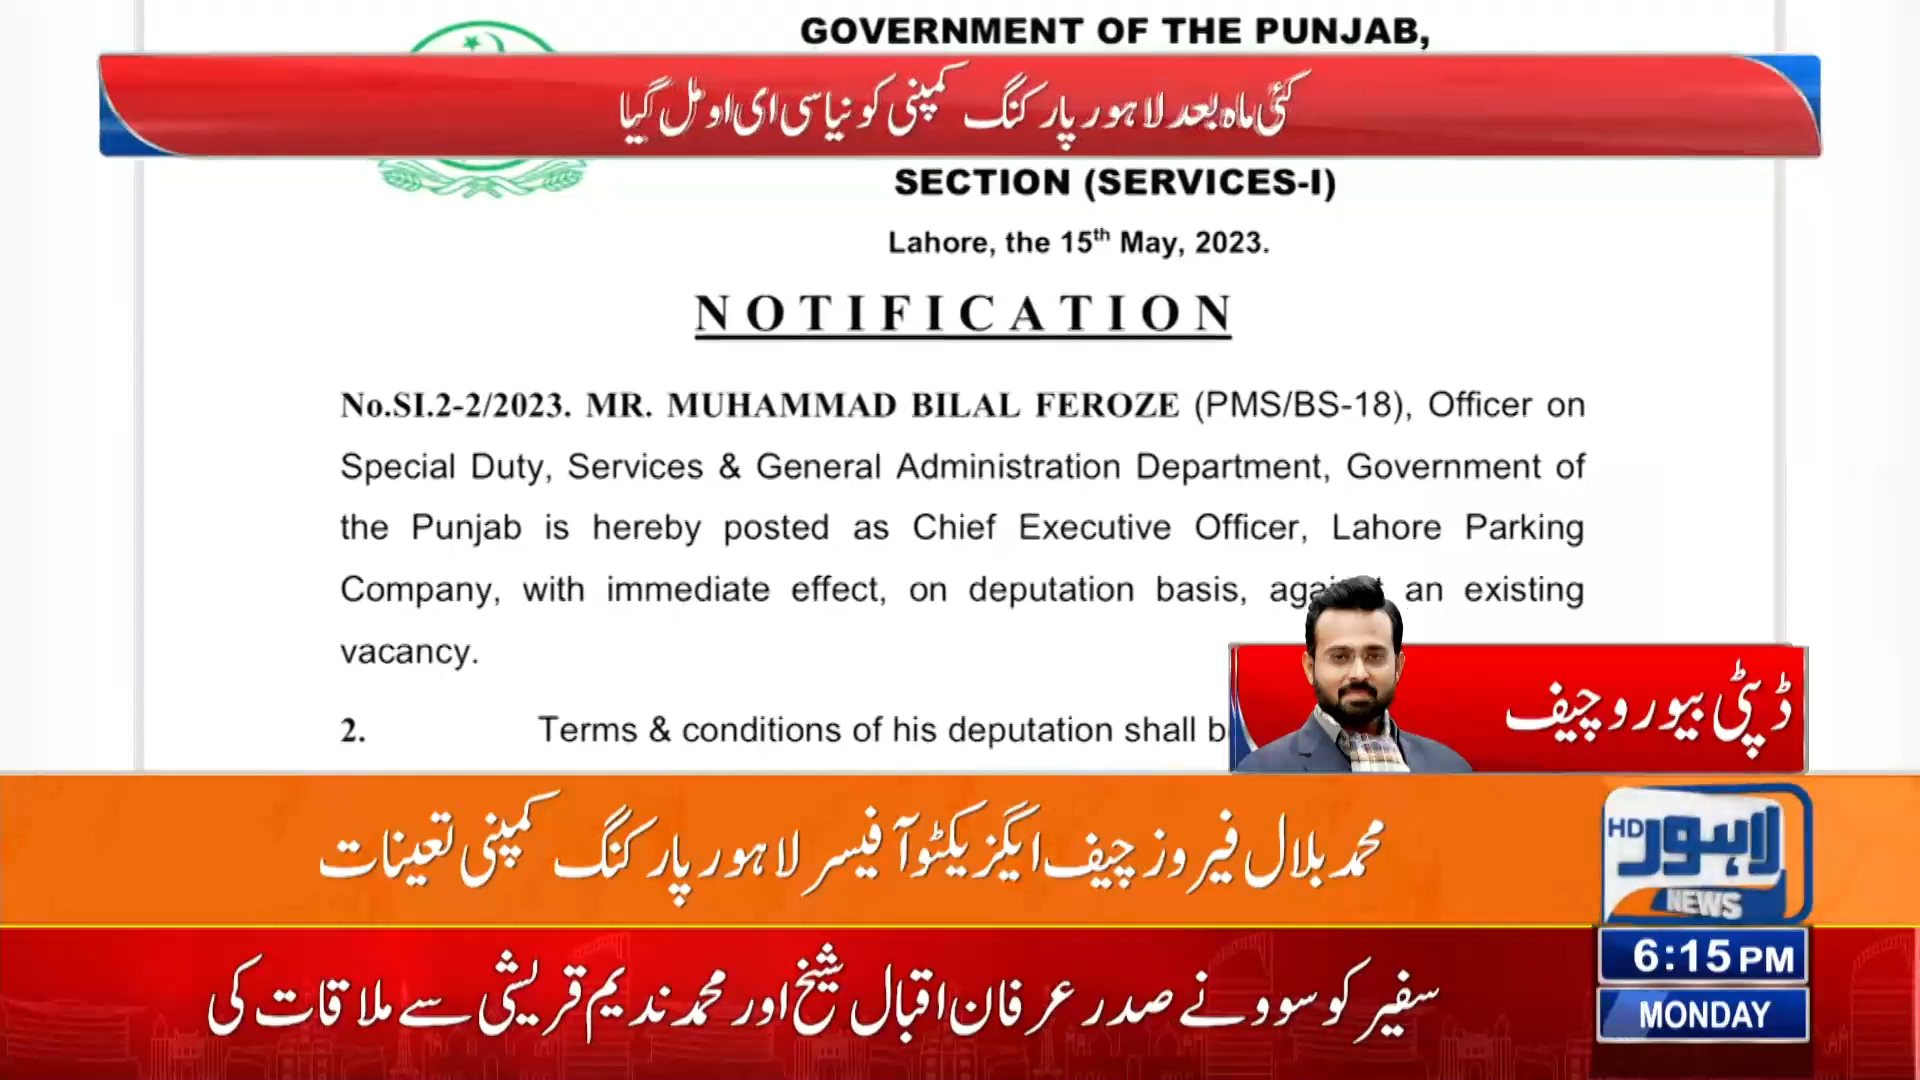 GOVERNMENT OF THE PUNJAB,
کئی ماہ بعد لاہور پارکنگ کمپنی کو نیا سی ای او مل گیا
SECTION (SERVICES-I)
Lahore, the 15th May, 2023.
NOTIFICATION
No.SI.2-2/2023. MR. MUHAMMAD BILAL FEROZE (PMS/BS-18), Officer on
Special Duty, Services & General Administration Department, Government of
the Punjab is hereby posted as Chief Executive Officer, Lahore Parking
Company, with immediate effect, on deputation basis, an existing
vacancy.
2. Terms & conditions of his deputation shall
ڈپٹی بیورو چیف
محمد بلال فیروز چیف ایگزیکٹو آفیسر لاہور پارکنگ کمپنی تعینات
HD لاہور
NEWS
6:15 PM
سفیر کوسوو نے صدر عرفان اقبال شیخ اور محمد ندیم قریشی سے ملاقات کی
MONDAY